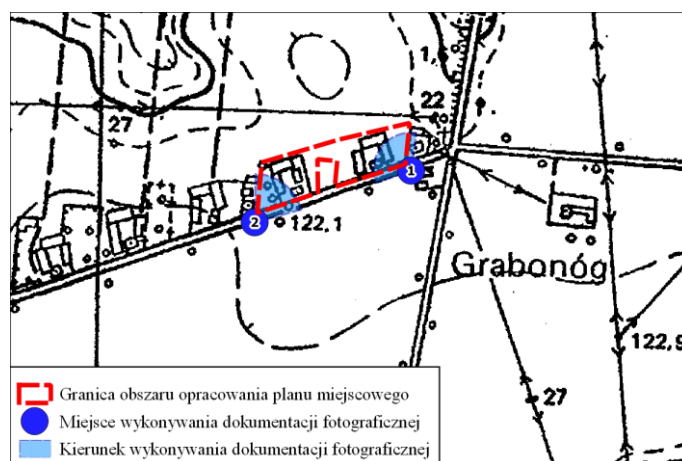 1,
22
27
1
2
122,1
Grabonóg
122,9
27
Granica obszaru opracowania planu miejscowego
Miejsce wykonywania dokumentacji fotograficznej
Kierunek wykonywania dokumentacji fotograficznej